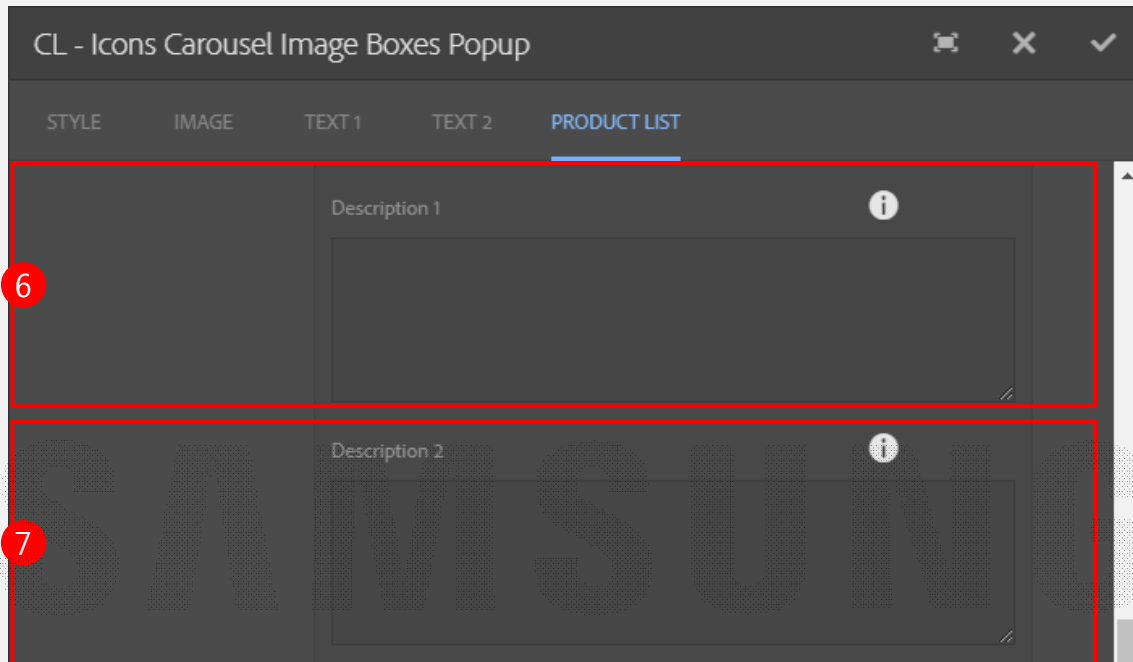 CL - Icons Carousel Image Boxes Popup
STYLE IMAGE TEXT 1 TEXT 2 PRODUCT LIST
Description 1
6
Description 2
SAMSUNG
7